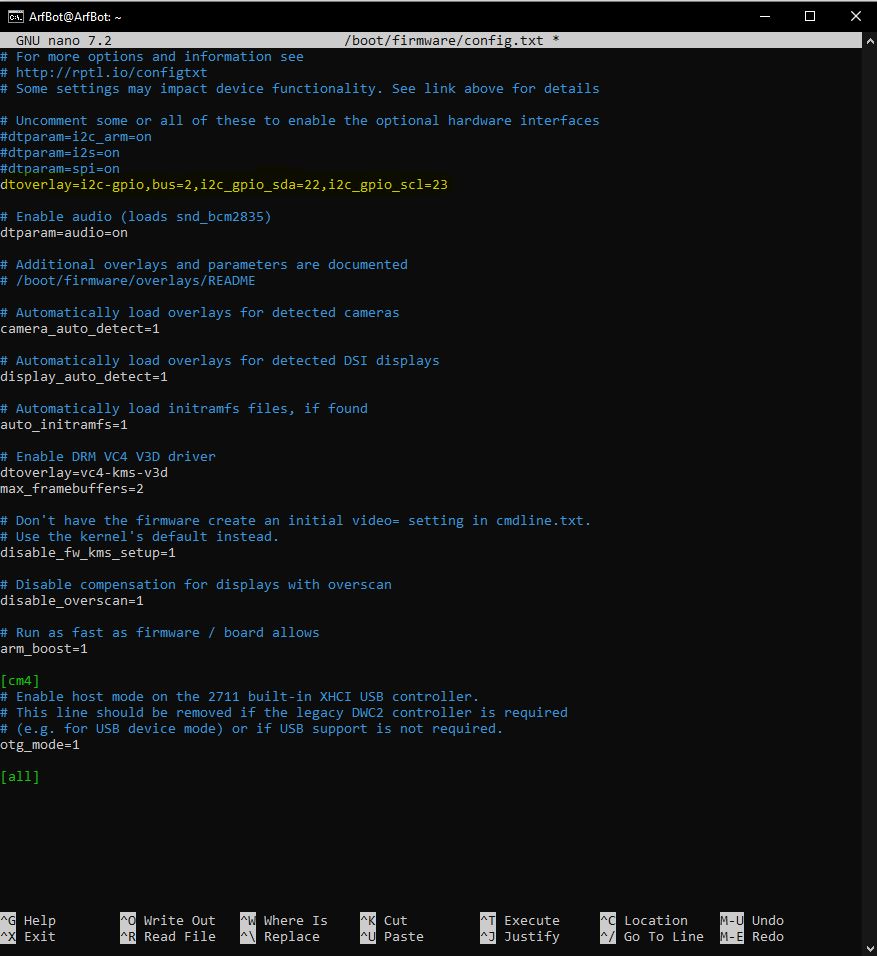 ArfBot@ArfBot: ~
GNU nano 7.2 /boot/firmware/config.txt *
# For more options and information see
# http://rptl.io/configtxt
# Some settings may impact device functionality. See link above for details
# Uncomment some or all of these to enable the optional hardware interfaces
#dtparam=i2c_arm=on
#dtparam=i2s=on
#dtparam=spi=on
dtoverlay=i2c-gpio,bus=2,i2c_gpio_sda=22,i2c_gpio_scl=23
# Enable audio (loads snd_bcm2835)
dtparam=audio=on
# Additional overlays and parameters are documented
# /boot/firmware/overlays/README
# Automatically load overlays for detected cameras
camera_auto_detect=1
# Automatically load overlays for detected DSI displays
display_auto_detect=1
# Automatically load initramfs files, if found
auto_initramfs=1
# Enable DRM VC4 V3D driver
dtoverlay=vc4-kms-v3d
max_framebuffers=2
# Don't have the firmware create an initial video= setting in cmdline.txt.
# Use the kernel's default instead.
disable_fw_kms_setup=1
# Disable compensation for displays with overscan
disable_overscan=1
# Run as fast as firmware / board allows
arm_boost=1
[cm4]
# Enable host mode on the 2711 built-in XHCI USB controller.
# This line should be removed if the legacy DWC2 controller is required
# (e.g. for USB device mode) or if USB support is not required.
otg_mode=1
[all]
^G Help ^O Write Out ^W Where Is ^K Cut ^T Execute ^C Location M-U Undo
^X Exit ^R Read File ^\ Replace ^U Paste ^J Justify ^/ Go To Line M-E Redo